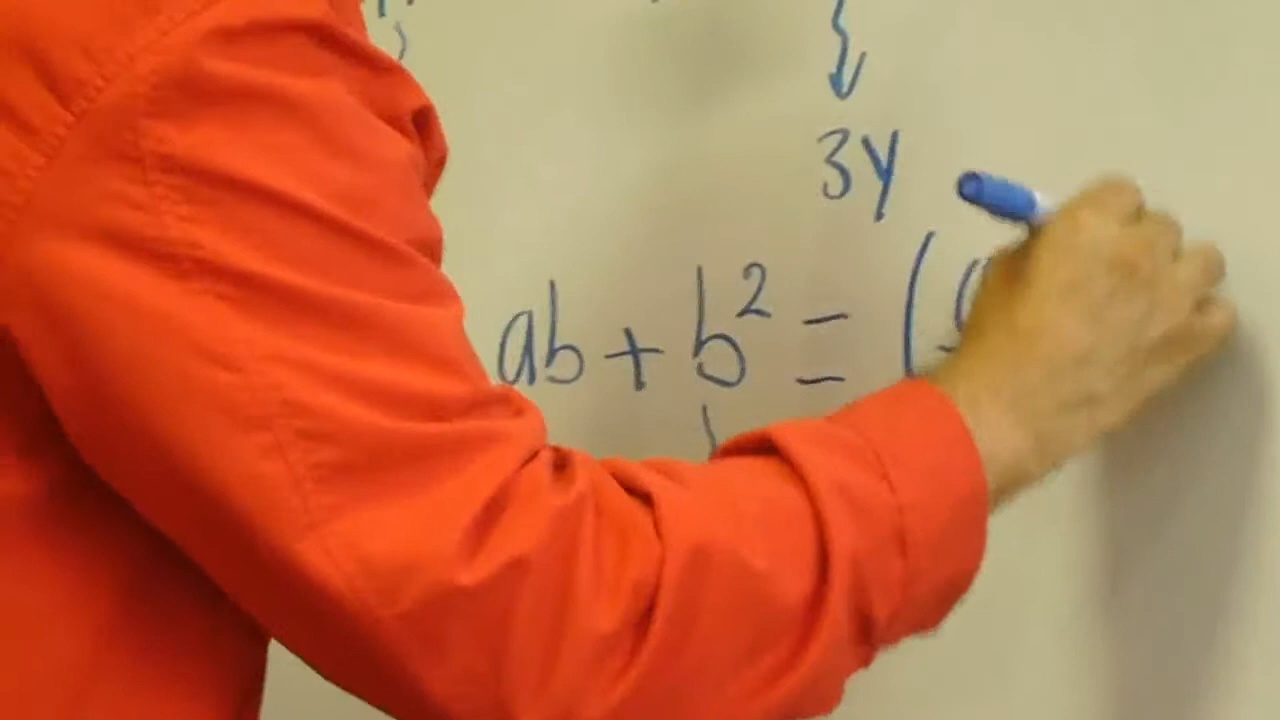 3y
ab + b² = (